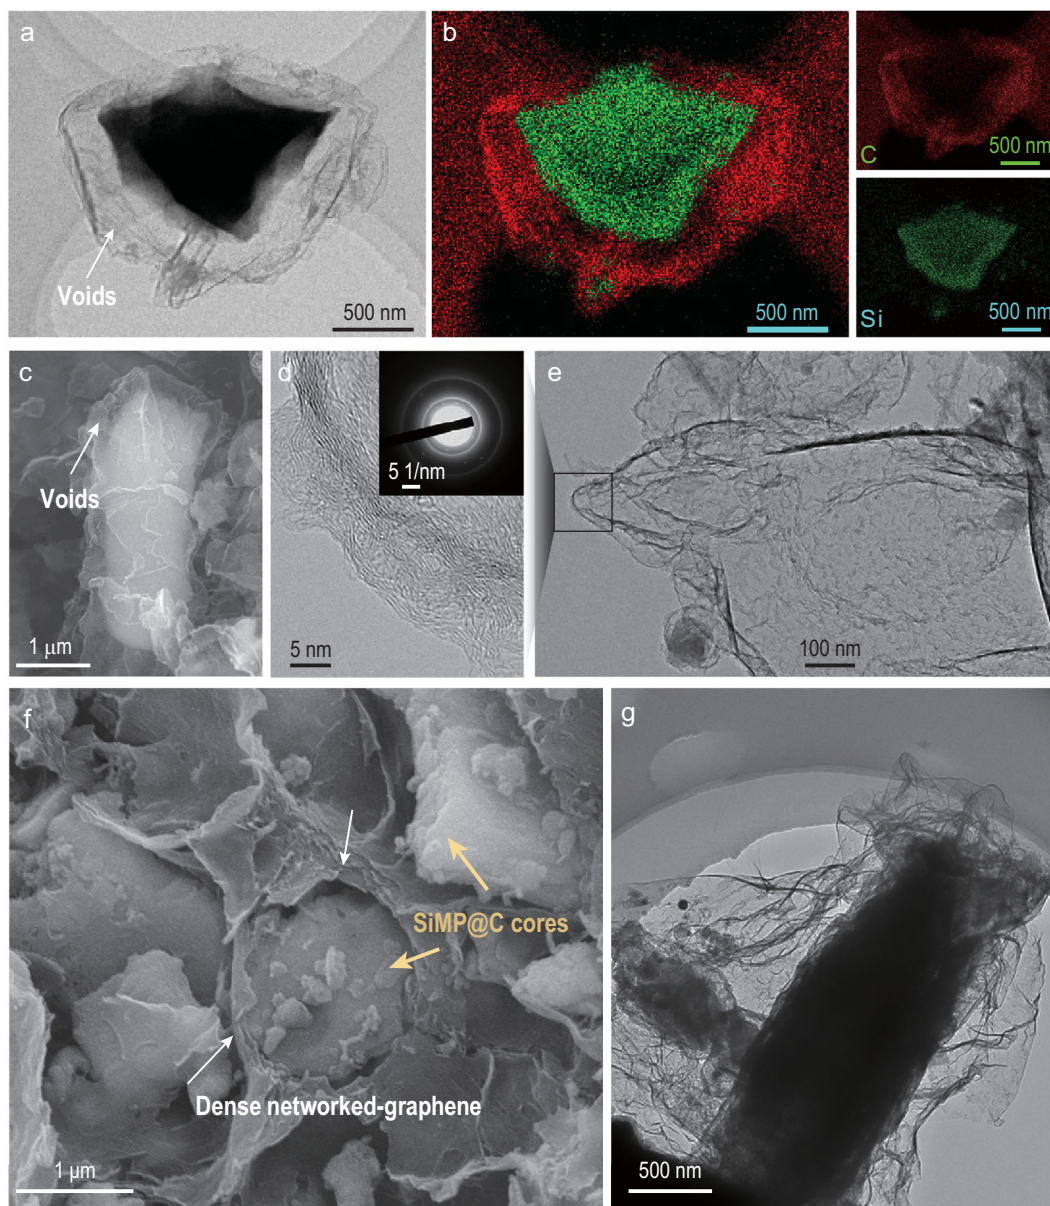 a
Voids
500 nm
b
500 nm
C
500 nm
Si
500 nm
c
Voids
1 μm
d
5 1/nm
5 nm
e
100 nm
f
SiMP@C cores
Dense networked-graphene
1 μm
g
500 nm